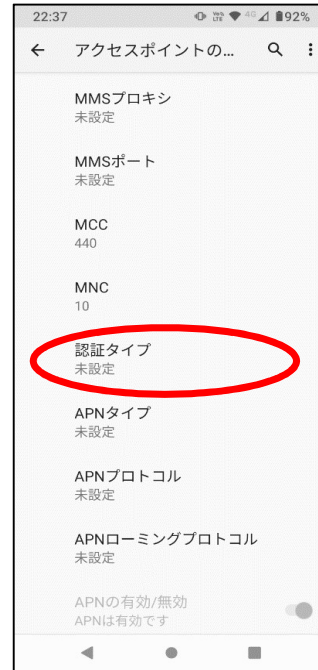 22:37 VoLTE 4G 92%
アクセスポイントの...
MMSプロキシ
未設定
MMSポート
未設定
MCC
440
MNC
10
認証タイプ
未設定
APNタイプ
未設定
APNプロトコル
未設定
APNローミングプロトコル
未設定
APNの有効/無効
APNは有効です